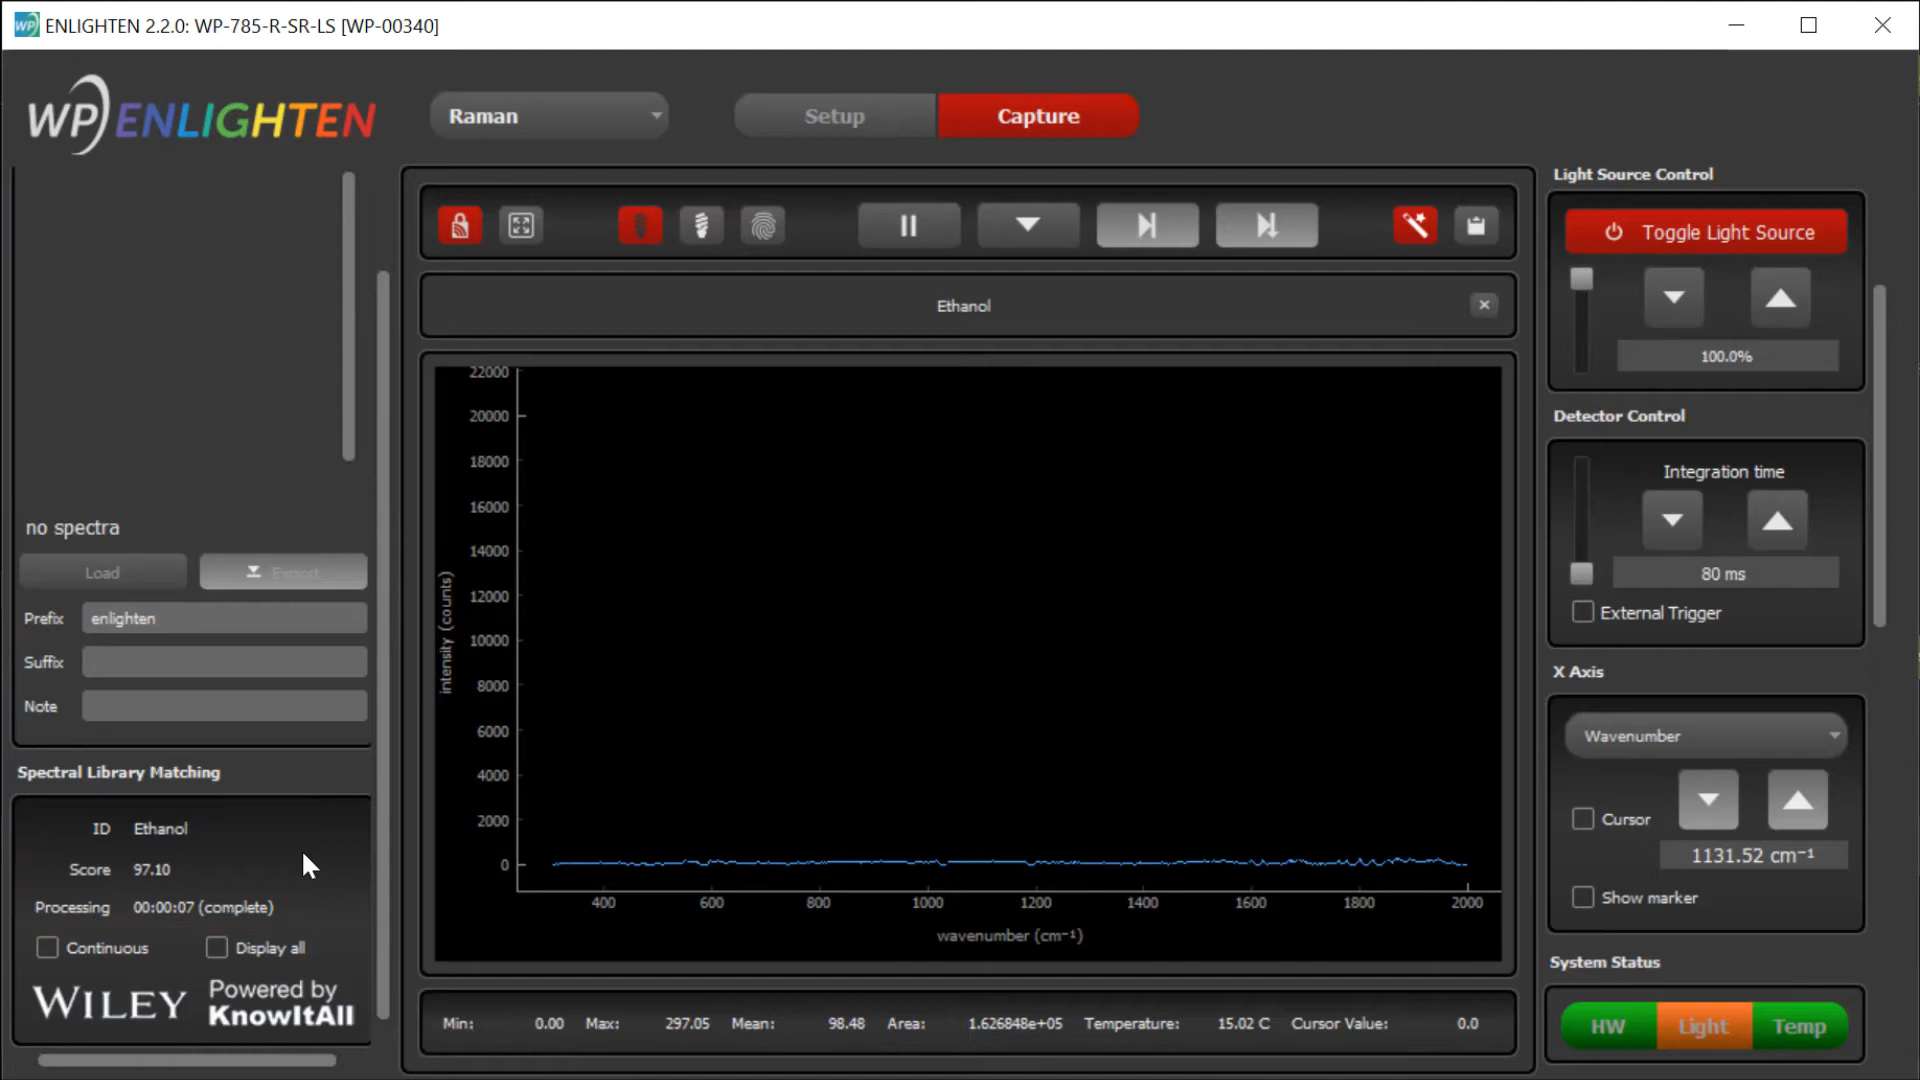 ENLIGHTEN 2.2.0: WP-785-R-SR-LS [WP-00340]
WP ENLIGHTEN
Raman
Setup
Capture
Ethanol
22000
20000
18000
16000
14000
12000
10000
8000
6000
4000
2000
0
intensity (counts)
400 600 800 1000 1200 1400 1600 1800 2000
wavenumber (cm⁻¹)
Min: 0.00 Max: 297.05 Mean: 98.48 Area: 1.626848e+05 Temperature: 15.02 C Cursor Value: 0.0
no spectra
Load
Export
Prefix enlighten
Suffix
Note
Spectral Library Matching
ID Ethanol
Score 97.10
Processing 00:00:07 (complete)
Continuous Display all
WILEY
Powered by
KnowItAll
Light Source Control
Toggle Light Source
100.0%
Detector Control
Integration time
80 ms
External Trigger
X Axis
Wavenumber
Cursor
1131.52 cm⁻¹
Show marker
System Status
HW Light Temp